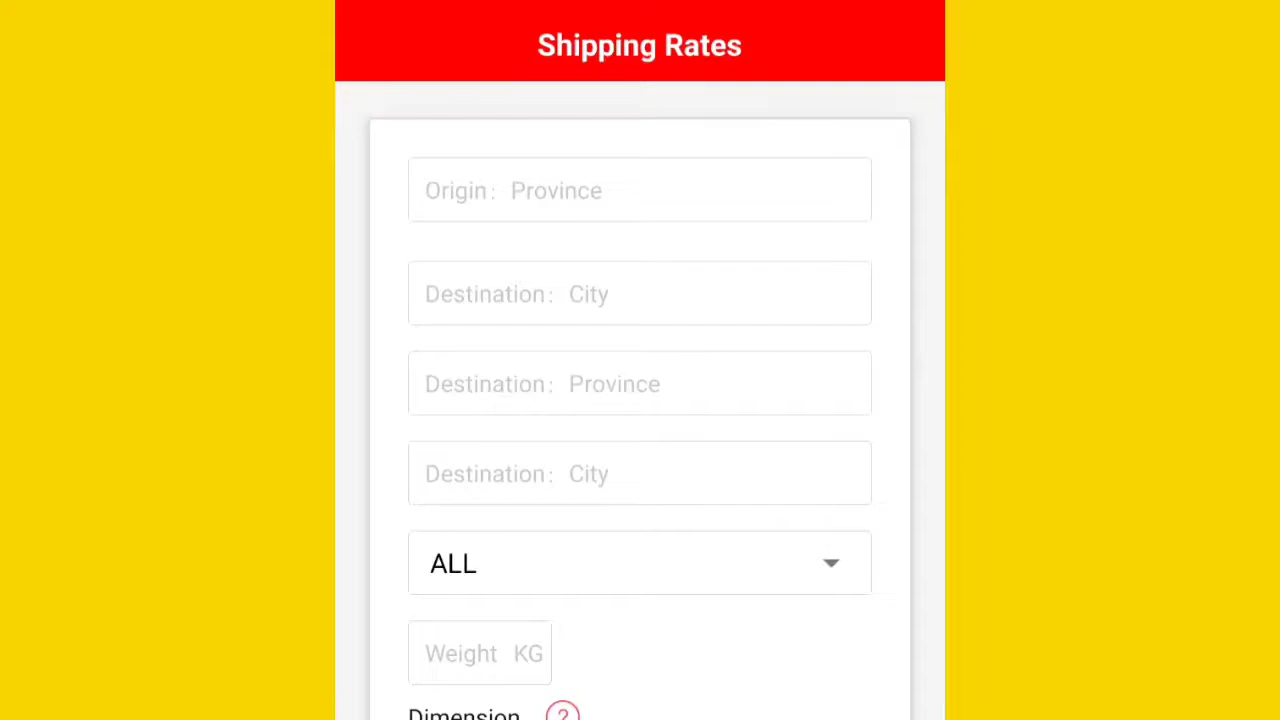 Shipping Rates
Origin: Province
Destination: City
Destination: Province
Destination: City
ALL
Weight KG
Dimension ?